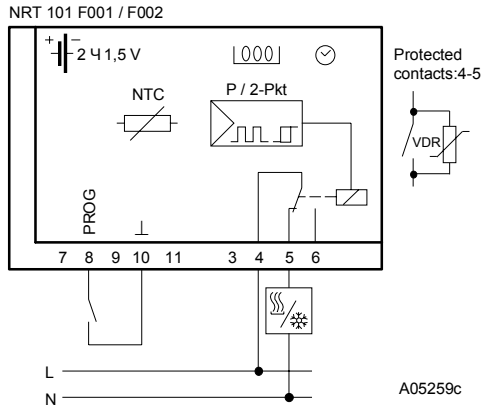 NRT 101 F001 / F002
+ –
2 Ч 1,5 V
000
Protected
contacts:4-5
NTC
P / 2-Pkt
VDR
PROG
⊥
7 8 9 10 11 3 4 5 6
L
N
A05259c